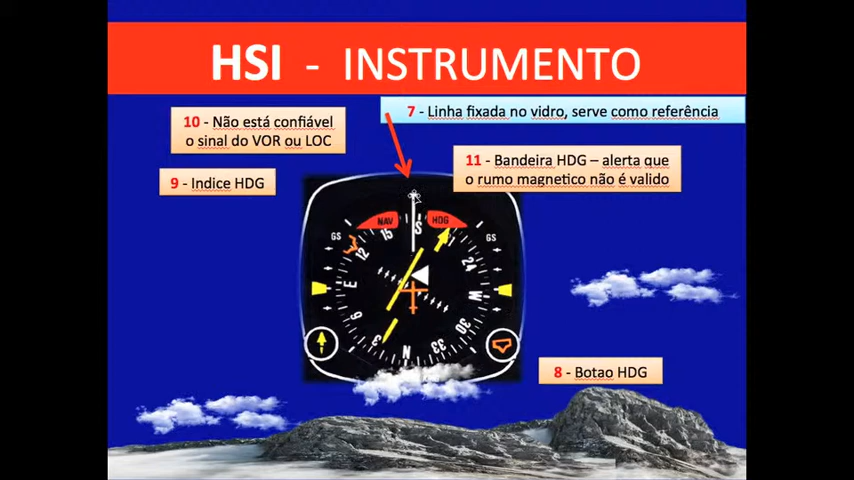 HSI - INSTRUMENTO
7 - Linha fixada no vidro, serve como referência
10 - Não está confiável
o sinal do VOR ou LOC
11 - Bandeira HDG – alerta que
o rumo magnetico não é valido
9 - Indice HDG
NAV HDG
GS 15 S GS
12 24
E W
6 30
3 N 33
8 - Botao HDG